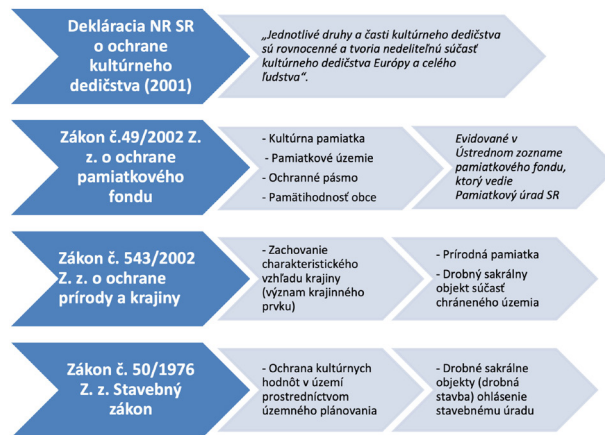 Deklarácia NR SR
o ochrane
kultúrneho
dedičstva (2001)
„Jednotlivé druhy a časti kultúrneho dedičstva
sú rovnocenné a tvoria nedeliteľnú súčasť
kultúrneho dedičstva Európy a celého
ľudstva“.
Zákon č.49/2002 Z.
z. o ochrane
pamiatkového
fondu
- Kultúrna pamiatka
- Pamiatkové územie
- Ochranné pásmo
- Pamätihodnosť obce
Evidované v
Ústrednom zozname
pamiatkového fondu,
ktorý vedie
Pamiatkový úrad SR
Zákon č. 543/2002
Z. z. o ochrane
prírody a krajiny
- Zachovanie
charakteristického
vzhľadu krajiny
(význam krajinného
prvku)
- Prírodná pamiatka
- Drobný sakrálny
objekt súčasť
chráneného územia
Zákon č. 50/1976
Z. z. Stavebný
zákon
- Ochrana kultúrnych
hodnôt v území
prostredníctvom
územného plánovania
- Drobné sakrálne
objekty (drobná
stavba) ohlásenie
stavebnému úradu